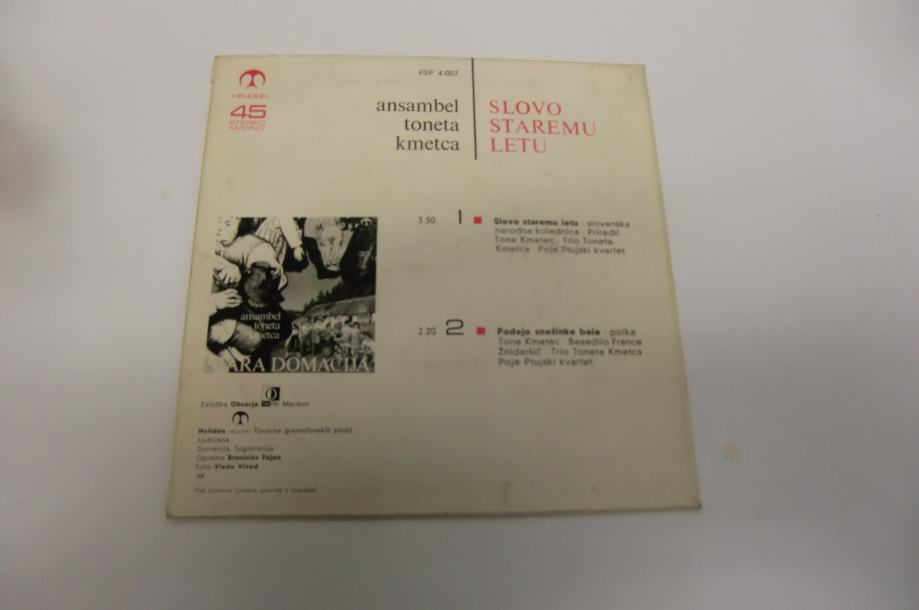 FSP 4-007
HELIDON
45
STEREO
+MONO
ansambel
toneta
kmetca
SLOVO
STAREMU
LETU
3.50 1 Slovo staremu letu · slovenska
narodna kolednica · Priredil
Tone Kmetec · Trio Toneta
Kmetca · Poje Ptujski kvartet
2.20 2 Padajo snežinke bele · polka
Tone Kmetec · Besedilo France
Žnidaršič · Trio Toneta Kmetca
Poje Ptujski kvartet
ansambel
toneta
kmetca
STARA DOMAČIJA
Založba Obzorja Maribor
Helidon Tovarna gramofonskih plošč
Ljubljana
Slovenija, Jugoslavija
Oprema Bronislav Fajon
Foto Vlado Vivod